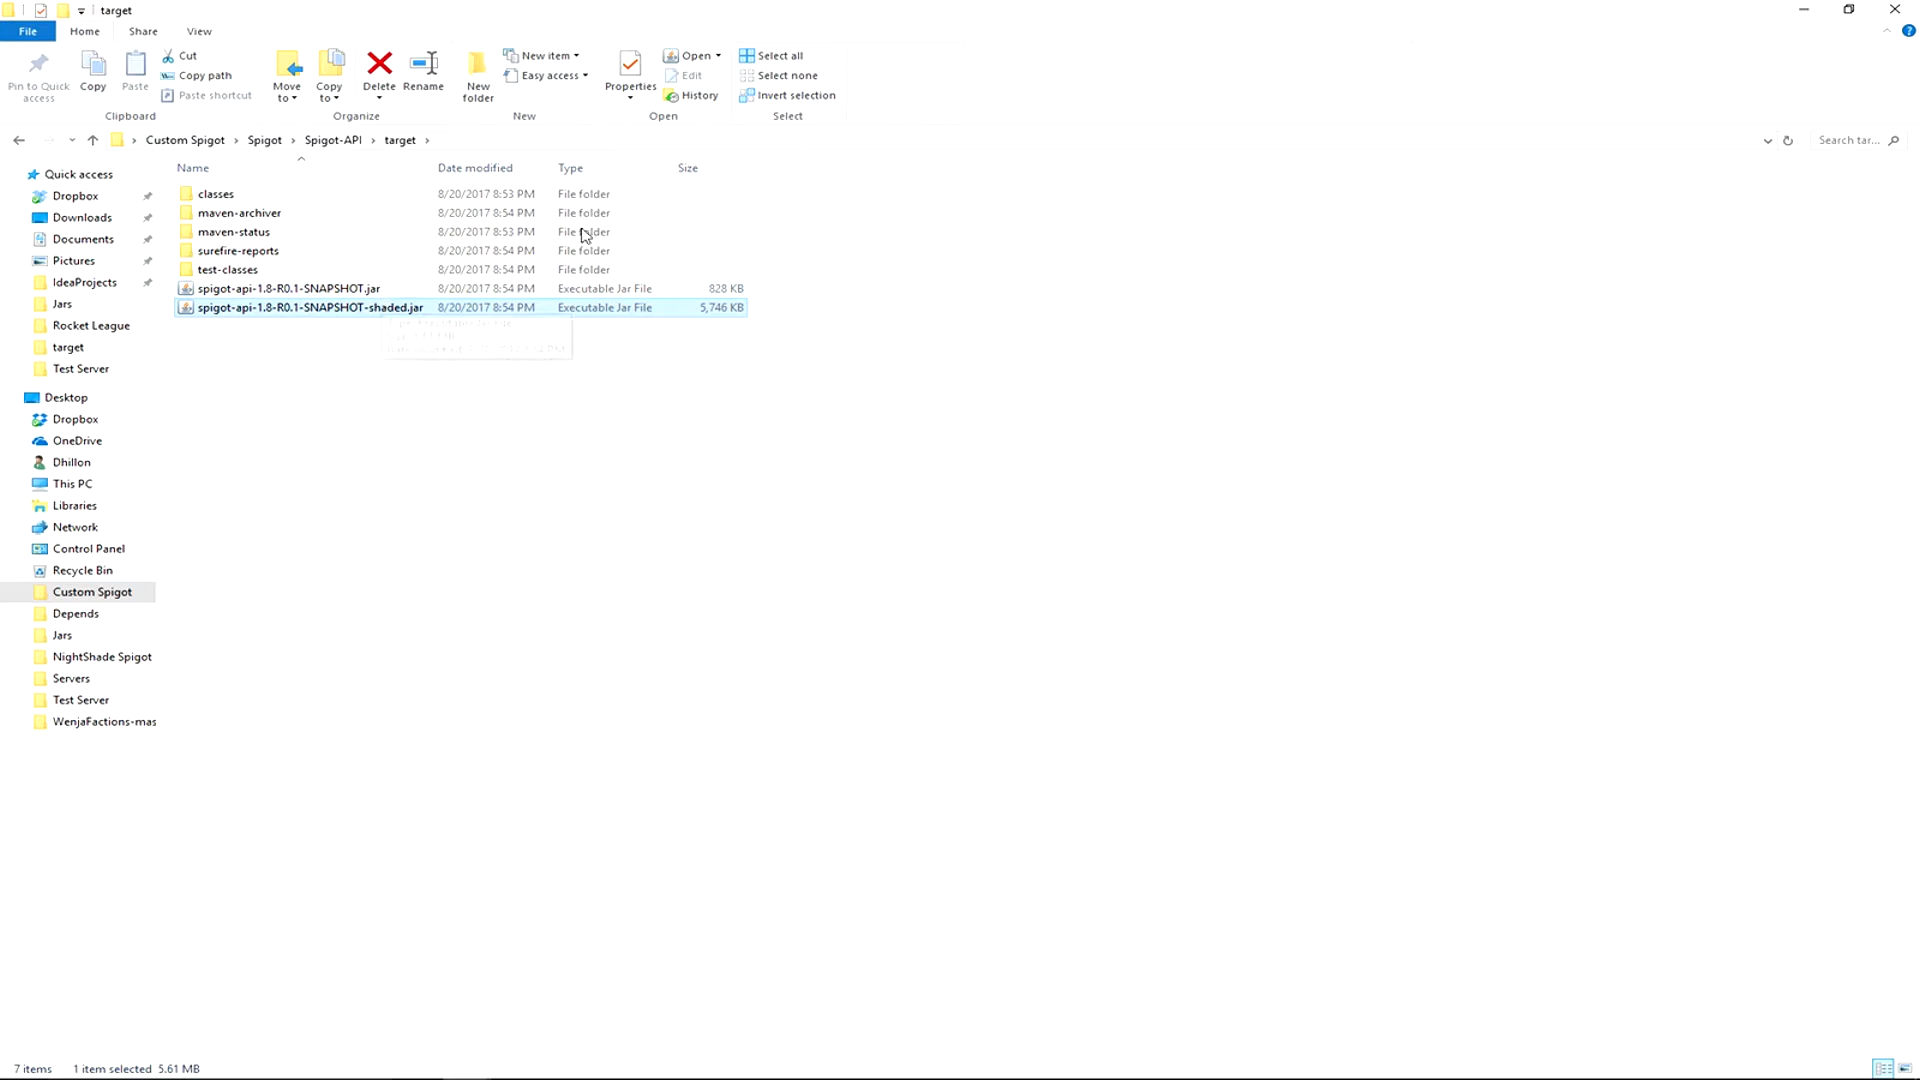 target
File Home Share View
Pin to Quick access
Copy
Paste
Cut
Copy path
Paste shortcut
Clipboard
Move to
Copy to
Delete
Rename
Organize
New folder
New item
Easy access
New
Properties
Open
Edit
History
Open
Select all
Select none
Invert selection
Select
Custom Spigot › Spigot › Spigot-API › target ›
Search tar...
Name Date modified Type Size
classes 8/20/2017 8:53 PM File folder
maven-archiver 8/20/2017 8:54 PM File folder
maven-status 8/20/2017 8:53 PM File folder
surefire-reports 8/20/2017 8:54 PM File folder
test-classes 8/20/2017 8:54 PM File folder
spigot-api-1.8-R0.1-SNAPSHOT.jar 8/20/2017 8:54 PM Executable Jar File 828 KB
spigot-api-1.8-R0.1-SNAPSHOT-shaded.jar 8/20/2017 8:54 PM Executable Jar File 5,746 KB
Quick access
Dropbox
Downloads
Documents
Pictures
IdeaProjects
Jars
Rocket League
target
Test Server
Desktop
Dropbox
OneDrive
Dhillon
This PC
Libraries
Network
Control Panel
Recycle Bin
Custom Spigot
Depends
Jars
NightShade Spigot
Servers
Test Server
WenjaFactions-mas
7 items 1 item selected 5.61 MB